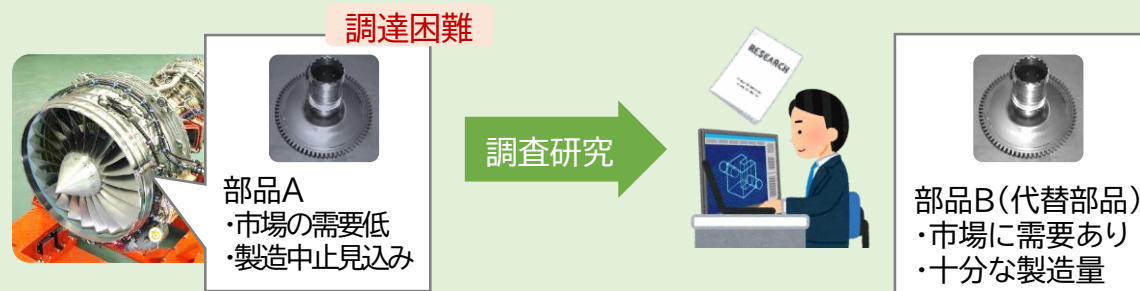 調達困難
部品A
・市場の需要低
・製造中止見込み
調査研究
RESEARCH
部品B(代替部品)
・市場に需要あり
・十分な製造量